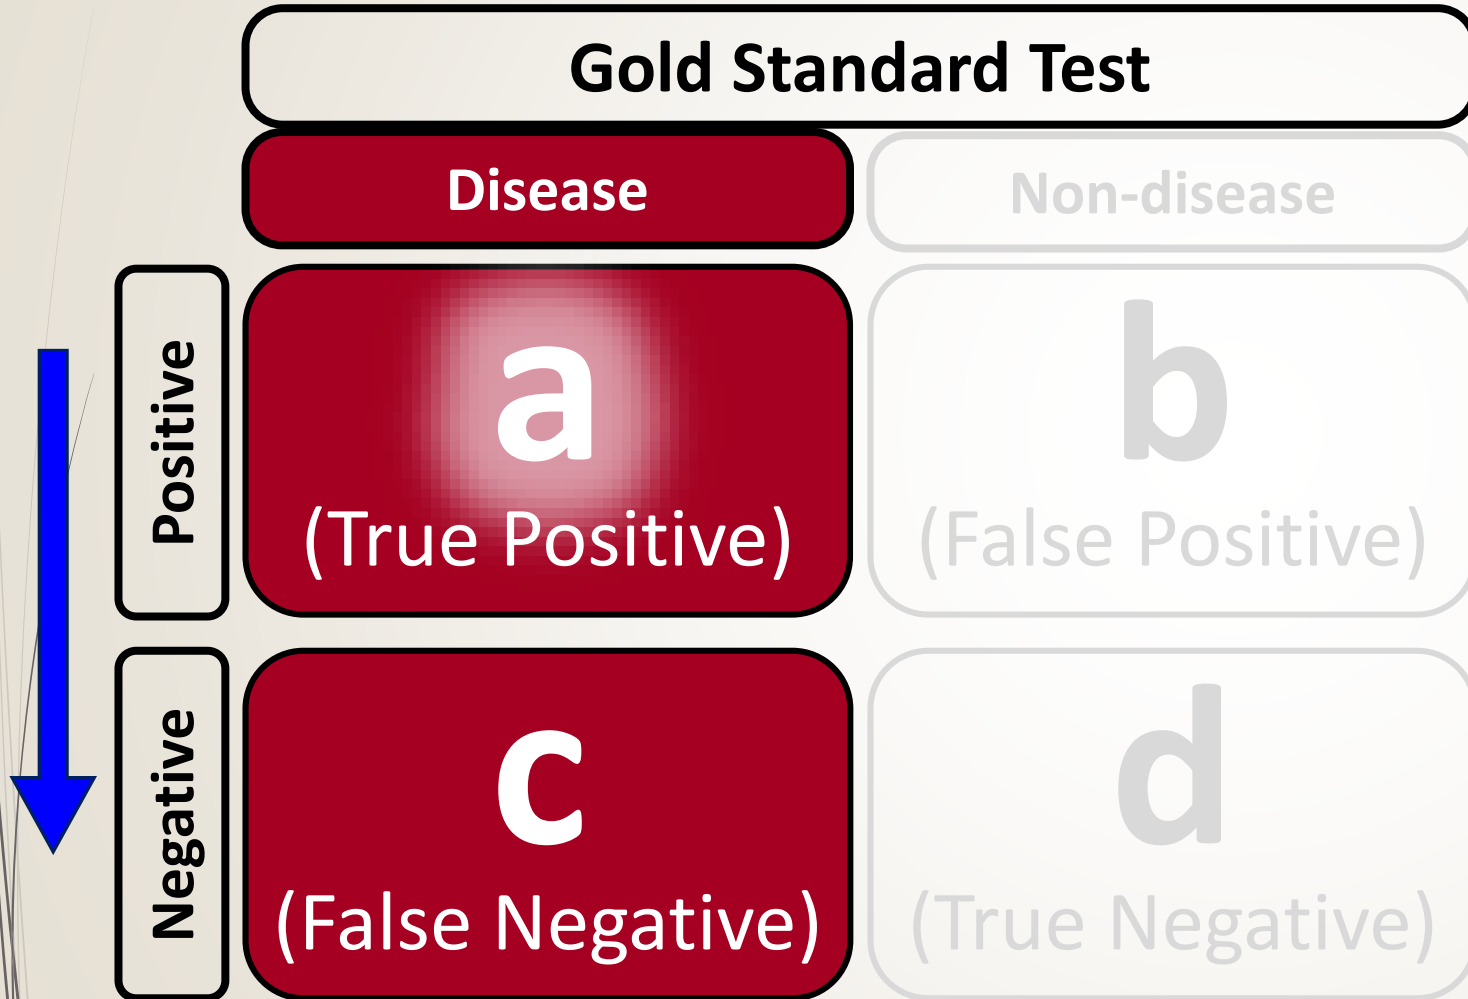 Gold Standard Test
Disease
Non-disease
Positive
a
(True Positive)
b
(False Positive)
Negative
c
(False Negative)
d
(True Negative)